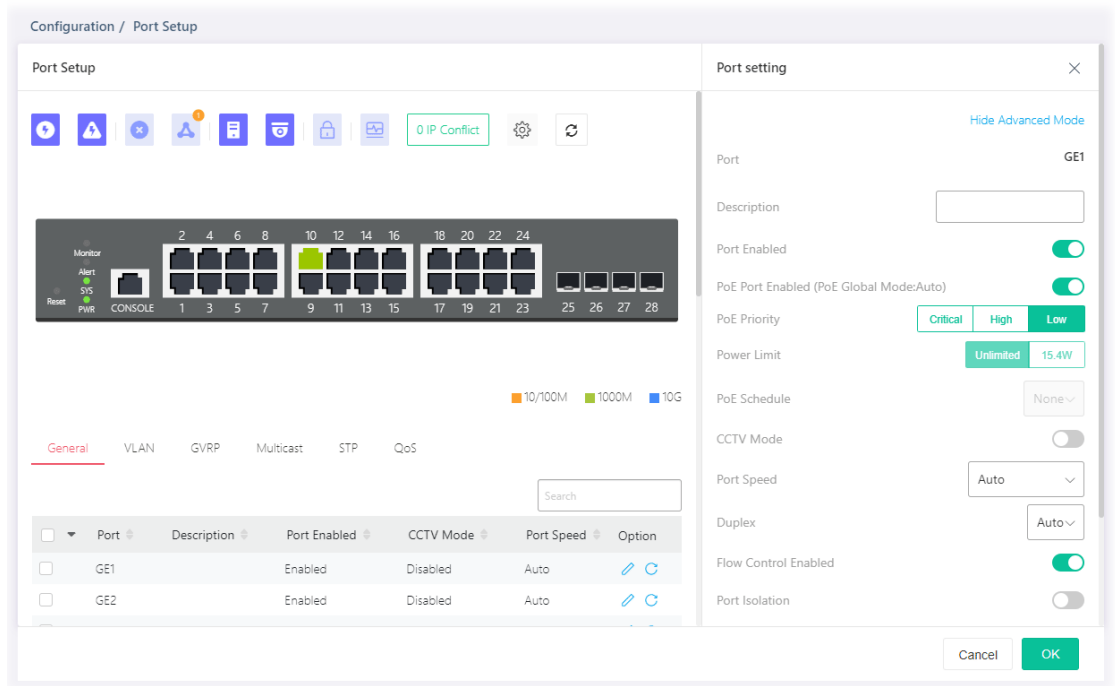 Configuration / Port Setup
Port Setup
0 IP Conflict
2 4 6 8 10 12 14 16 18 20 22 24
Monitor
Alert
SYS
Reset
PWR
CONSOLE
1 3 5 7 9 11 13 15 17 19 21 23 25 26 27 28
10/100M 1000M 10G
General VLAN GVRP Multicast STP QoS
Search
Port Description Port Enabled CCTV Mode Port Speed Option
GE1 Enabled Disabled Auto
GE2 Enabled Disabled Auto
Port setting
Hide Advanced Mode
Port GE1
Description
Port Enabled
PoE Port Enabled (PoE Global Mode:Auto)
PoE Priority Critical High Low
Power Limit Unlimited 15.4W
PoE Schedule None
CCTV Mode
Port Speed Auto
Duplex Auto
Flow Control Enabled
Port Isolation
Cancel OK